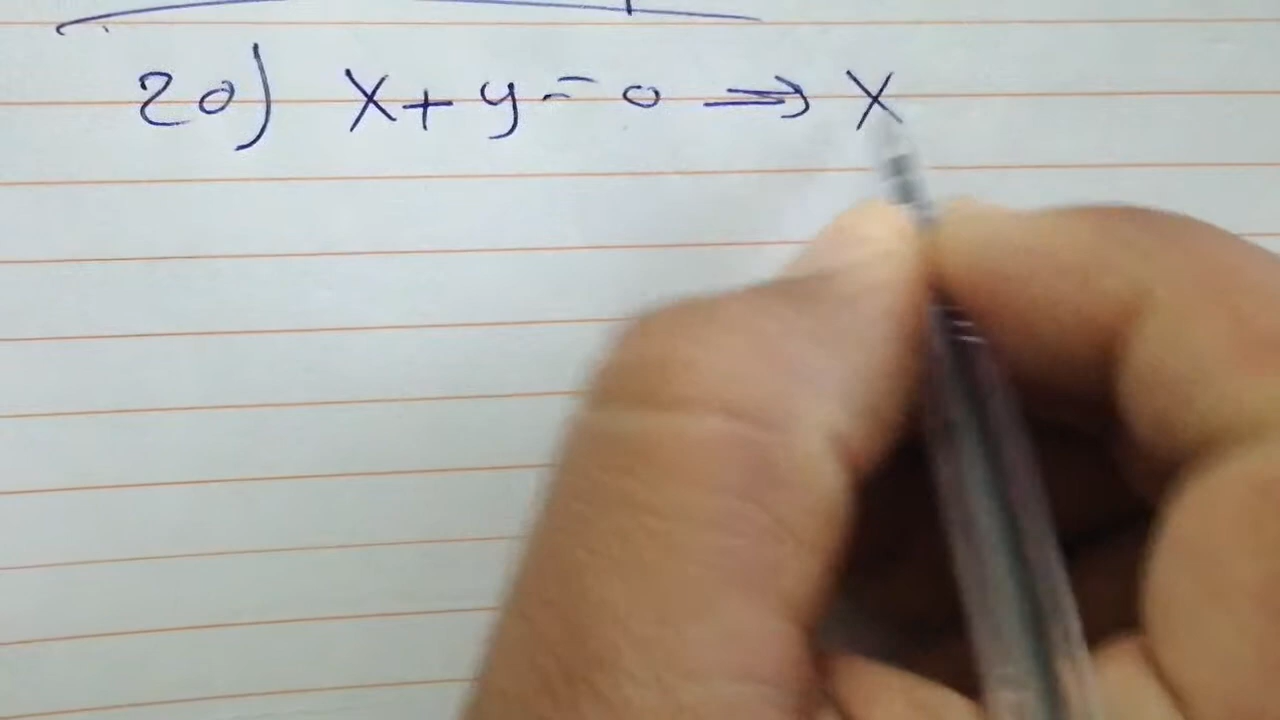 20) x + y = 0 ⇒ x